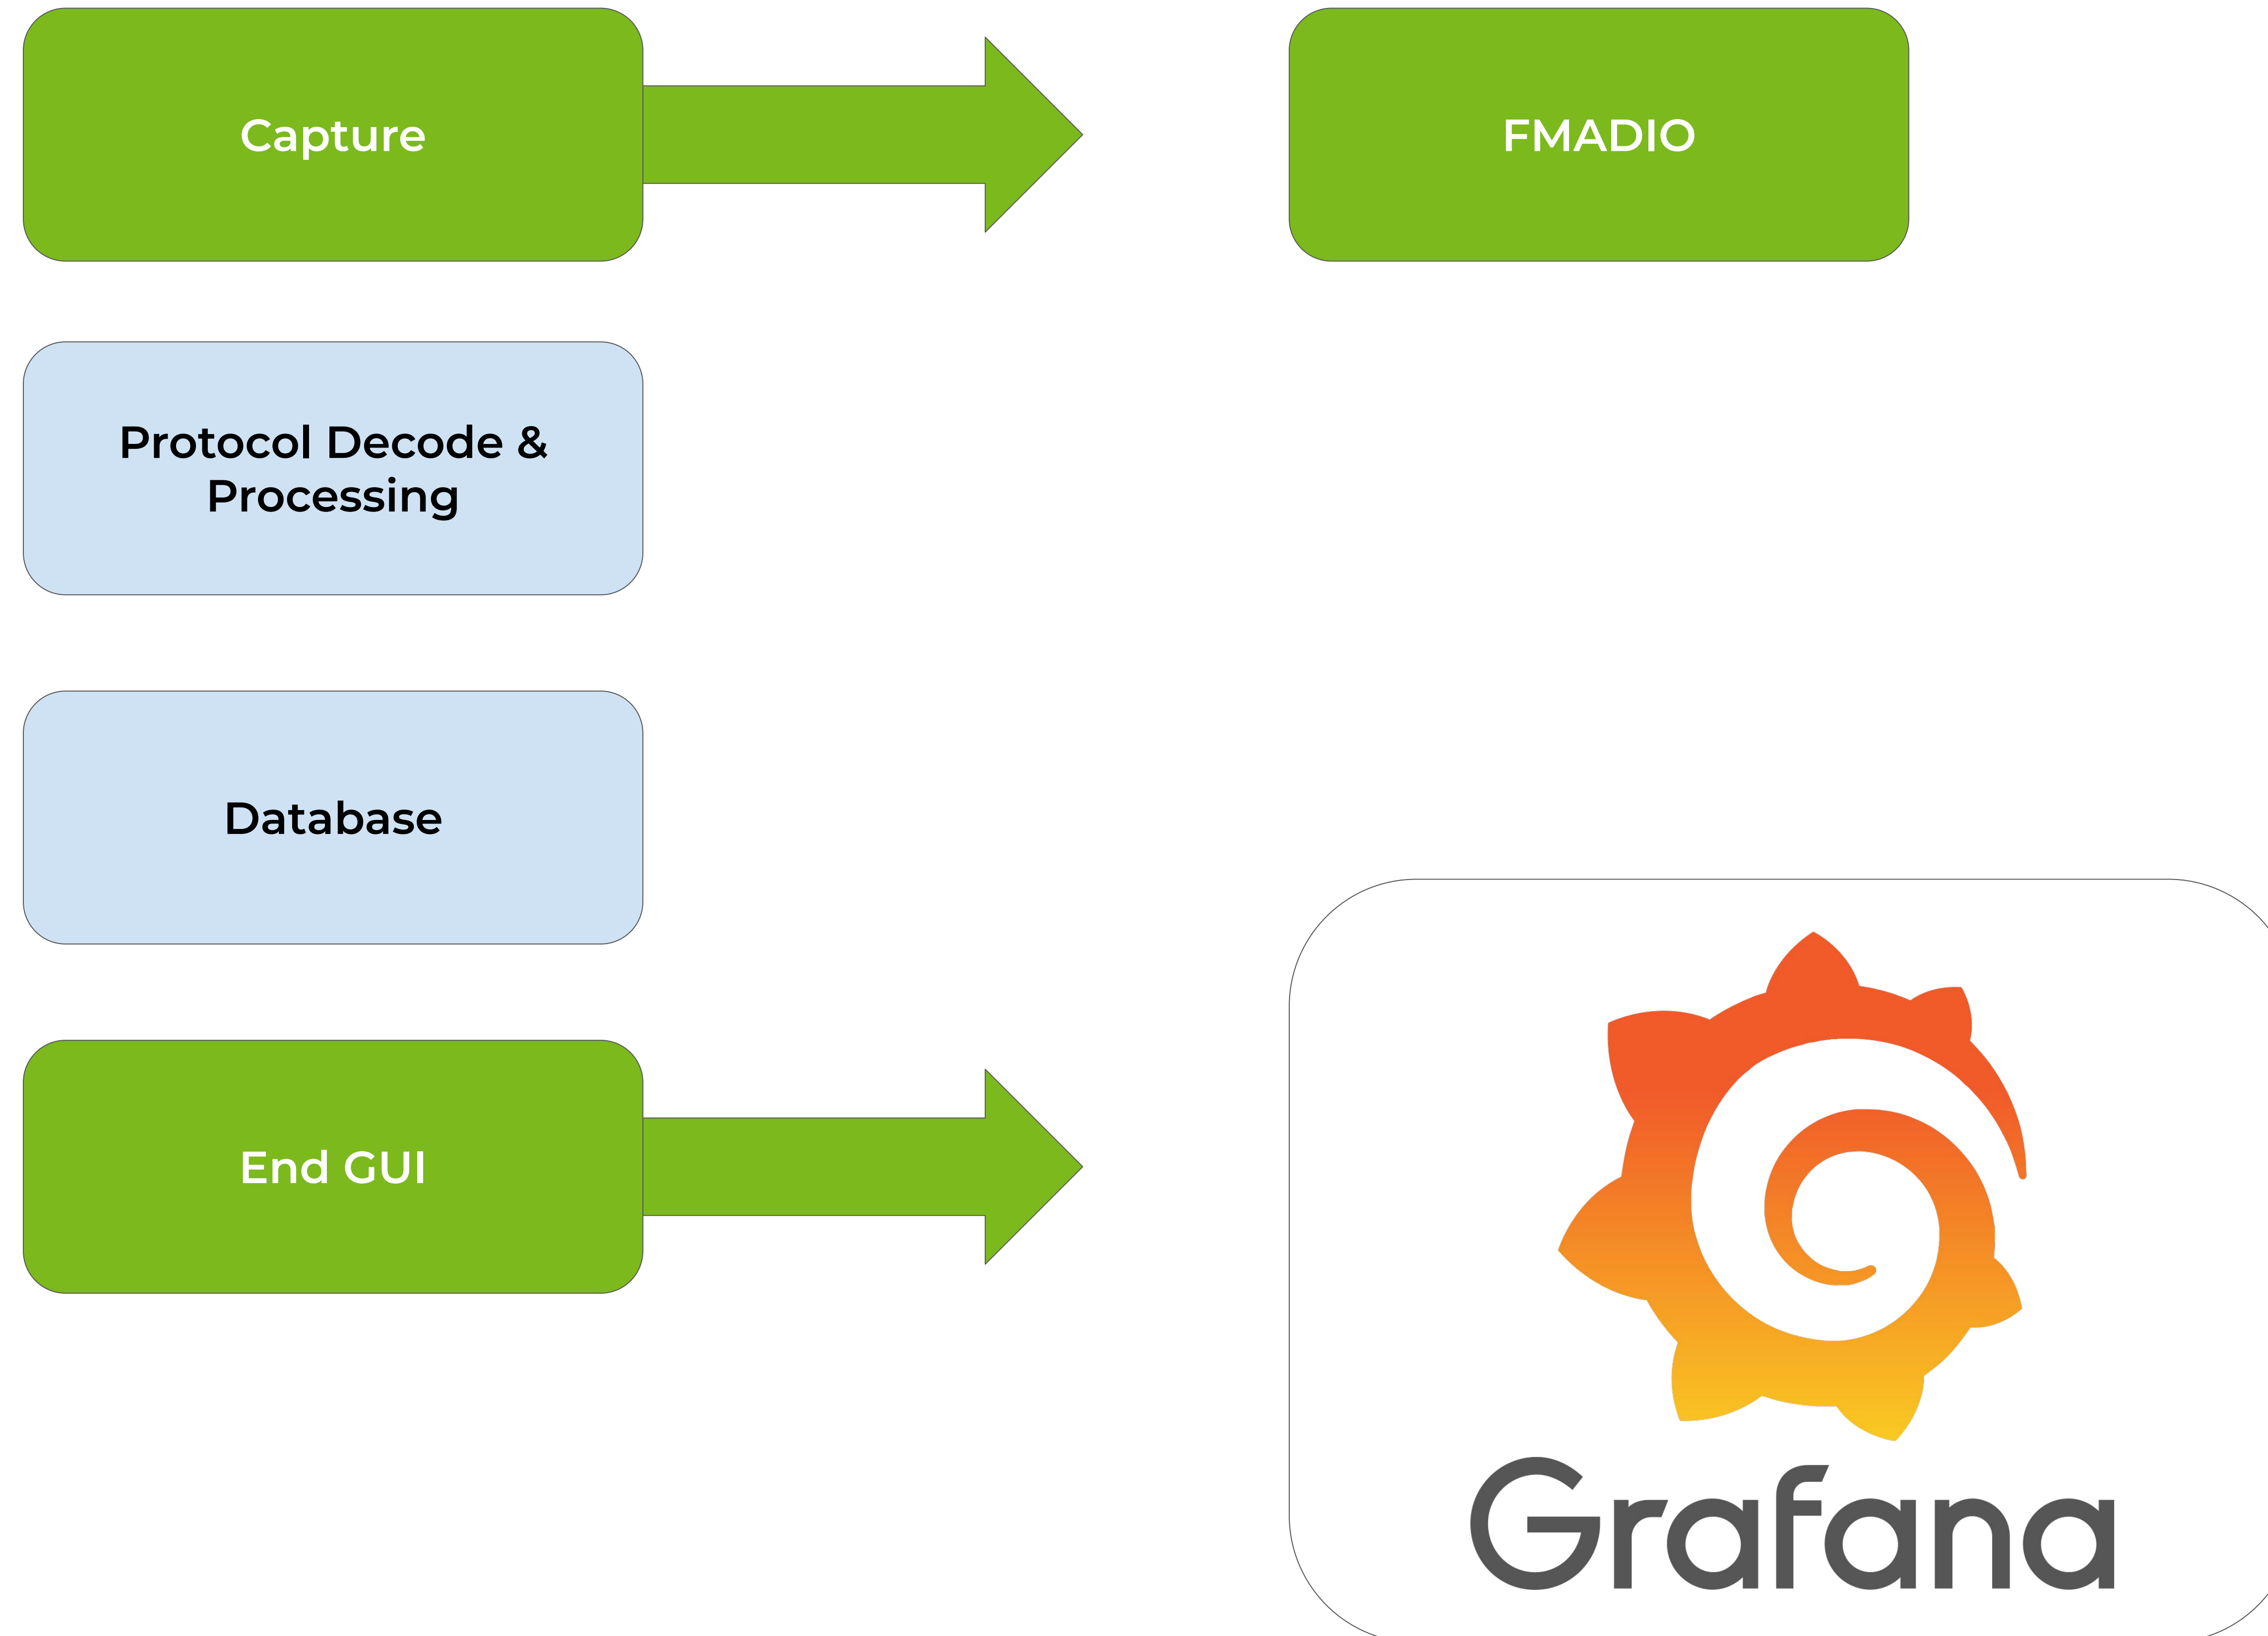 Capture
FMADIO
Protocol Decode &
Processing
Database
End GUI
Grafana